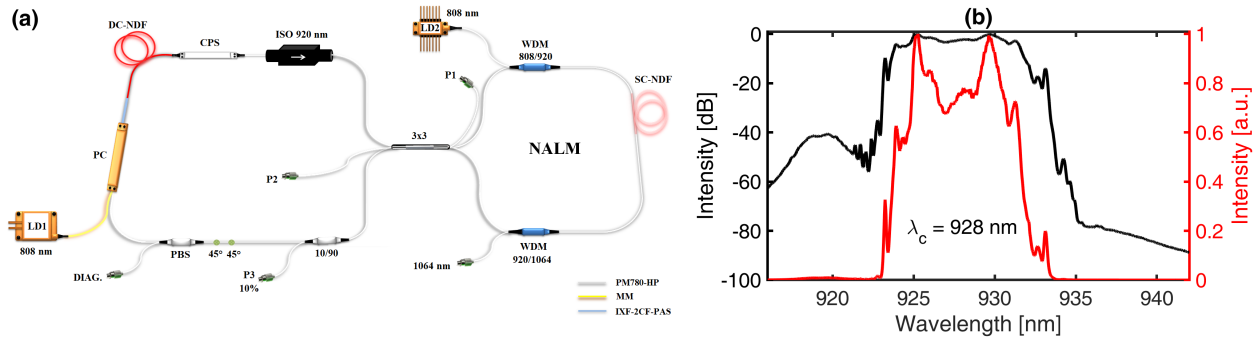 (a)
DC-NDF
CPS
ISO 920 nm
808 nm
LD2
WDM
808/920
P1
SC-NDF
3x3
NALM
PC
P2
LD1
808 nm
PBS
45° 45°
10/90
DIAG.
P3
10%
1064 nm
WDM
920/1064
PM780-HP
MM
IXF-2CF-PAS
(b)
0
-20
-40
-60
-80
-100
Intensity [dB]
λc = 928 nm
920 925 930 935 940
Wavelength [nm]
1
0.8
0.6
0.4
0.2
0
Intensity [a.u.]